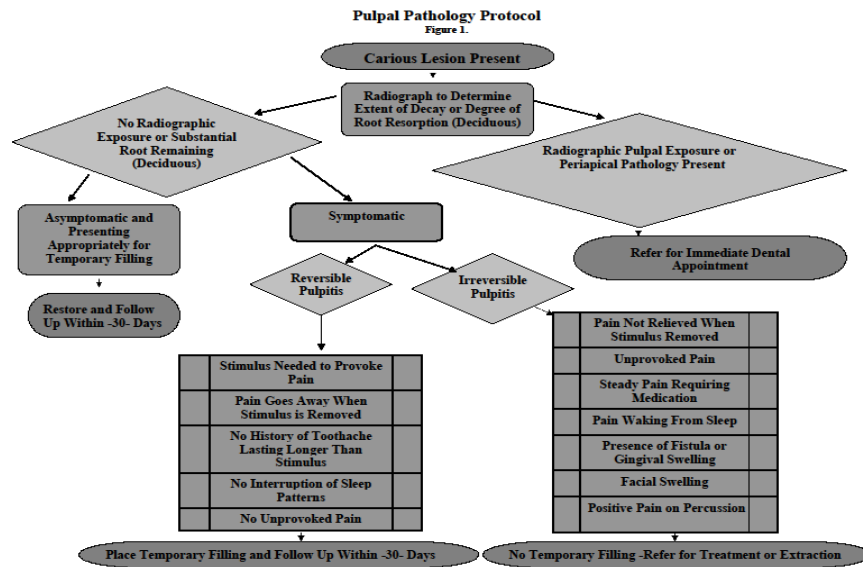 Pulpal Pathology Protocol
Figure 1.
Carious Lesion Present
Radiograph to Determine
Extent of Decay or Degree of
Root Resorption (Deciduous)
No Radiographic
Exposure or Substantial
Root Remaining
(Deciduous)
Radiographic Pulpal Exposure or
Periapical Pathology Present
Asymptomatic and
Presenting
Appropriately for
Temporary Filling
Symptomatic
Refer for Immediate Dental
Appointment
Reversible
Pulpitis
Irreversible
Pulpitis
Restore and Follow
Up Within -30- Days
Stimulus Needed to Provoke
Pain
Pain Goes Away When
Stimulus is Removed
No History of Toothache
Lasting Longer Than
Stimulus
No Interruption of Sleep
Patterns
No Unprovoked Pain
Pain Not Relieved When
Stimulus Removed
Unprovoked Pain
Steady Pain Requiring
Medication
Pain Waking From Sleep
Presence of Fistula or
Gingival Swelling
Facial Swelling
Positive Pain on Percussion
Place Temporary Filling and Follow Up Within -30- Days
No Temporary Filling -Refer for Treatment or Extraction